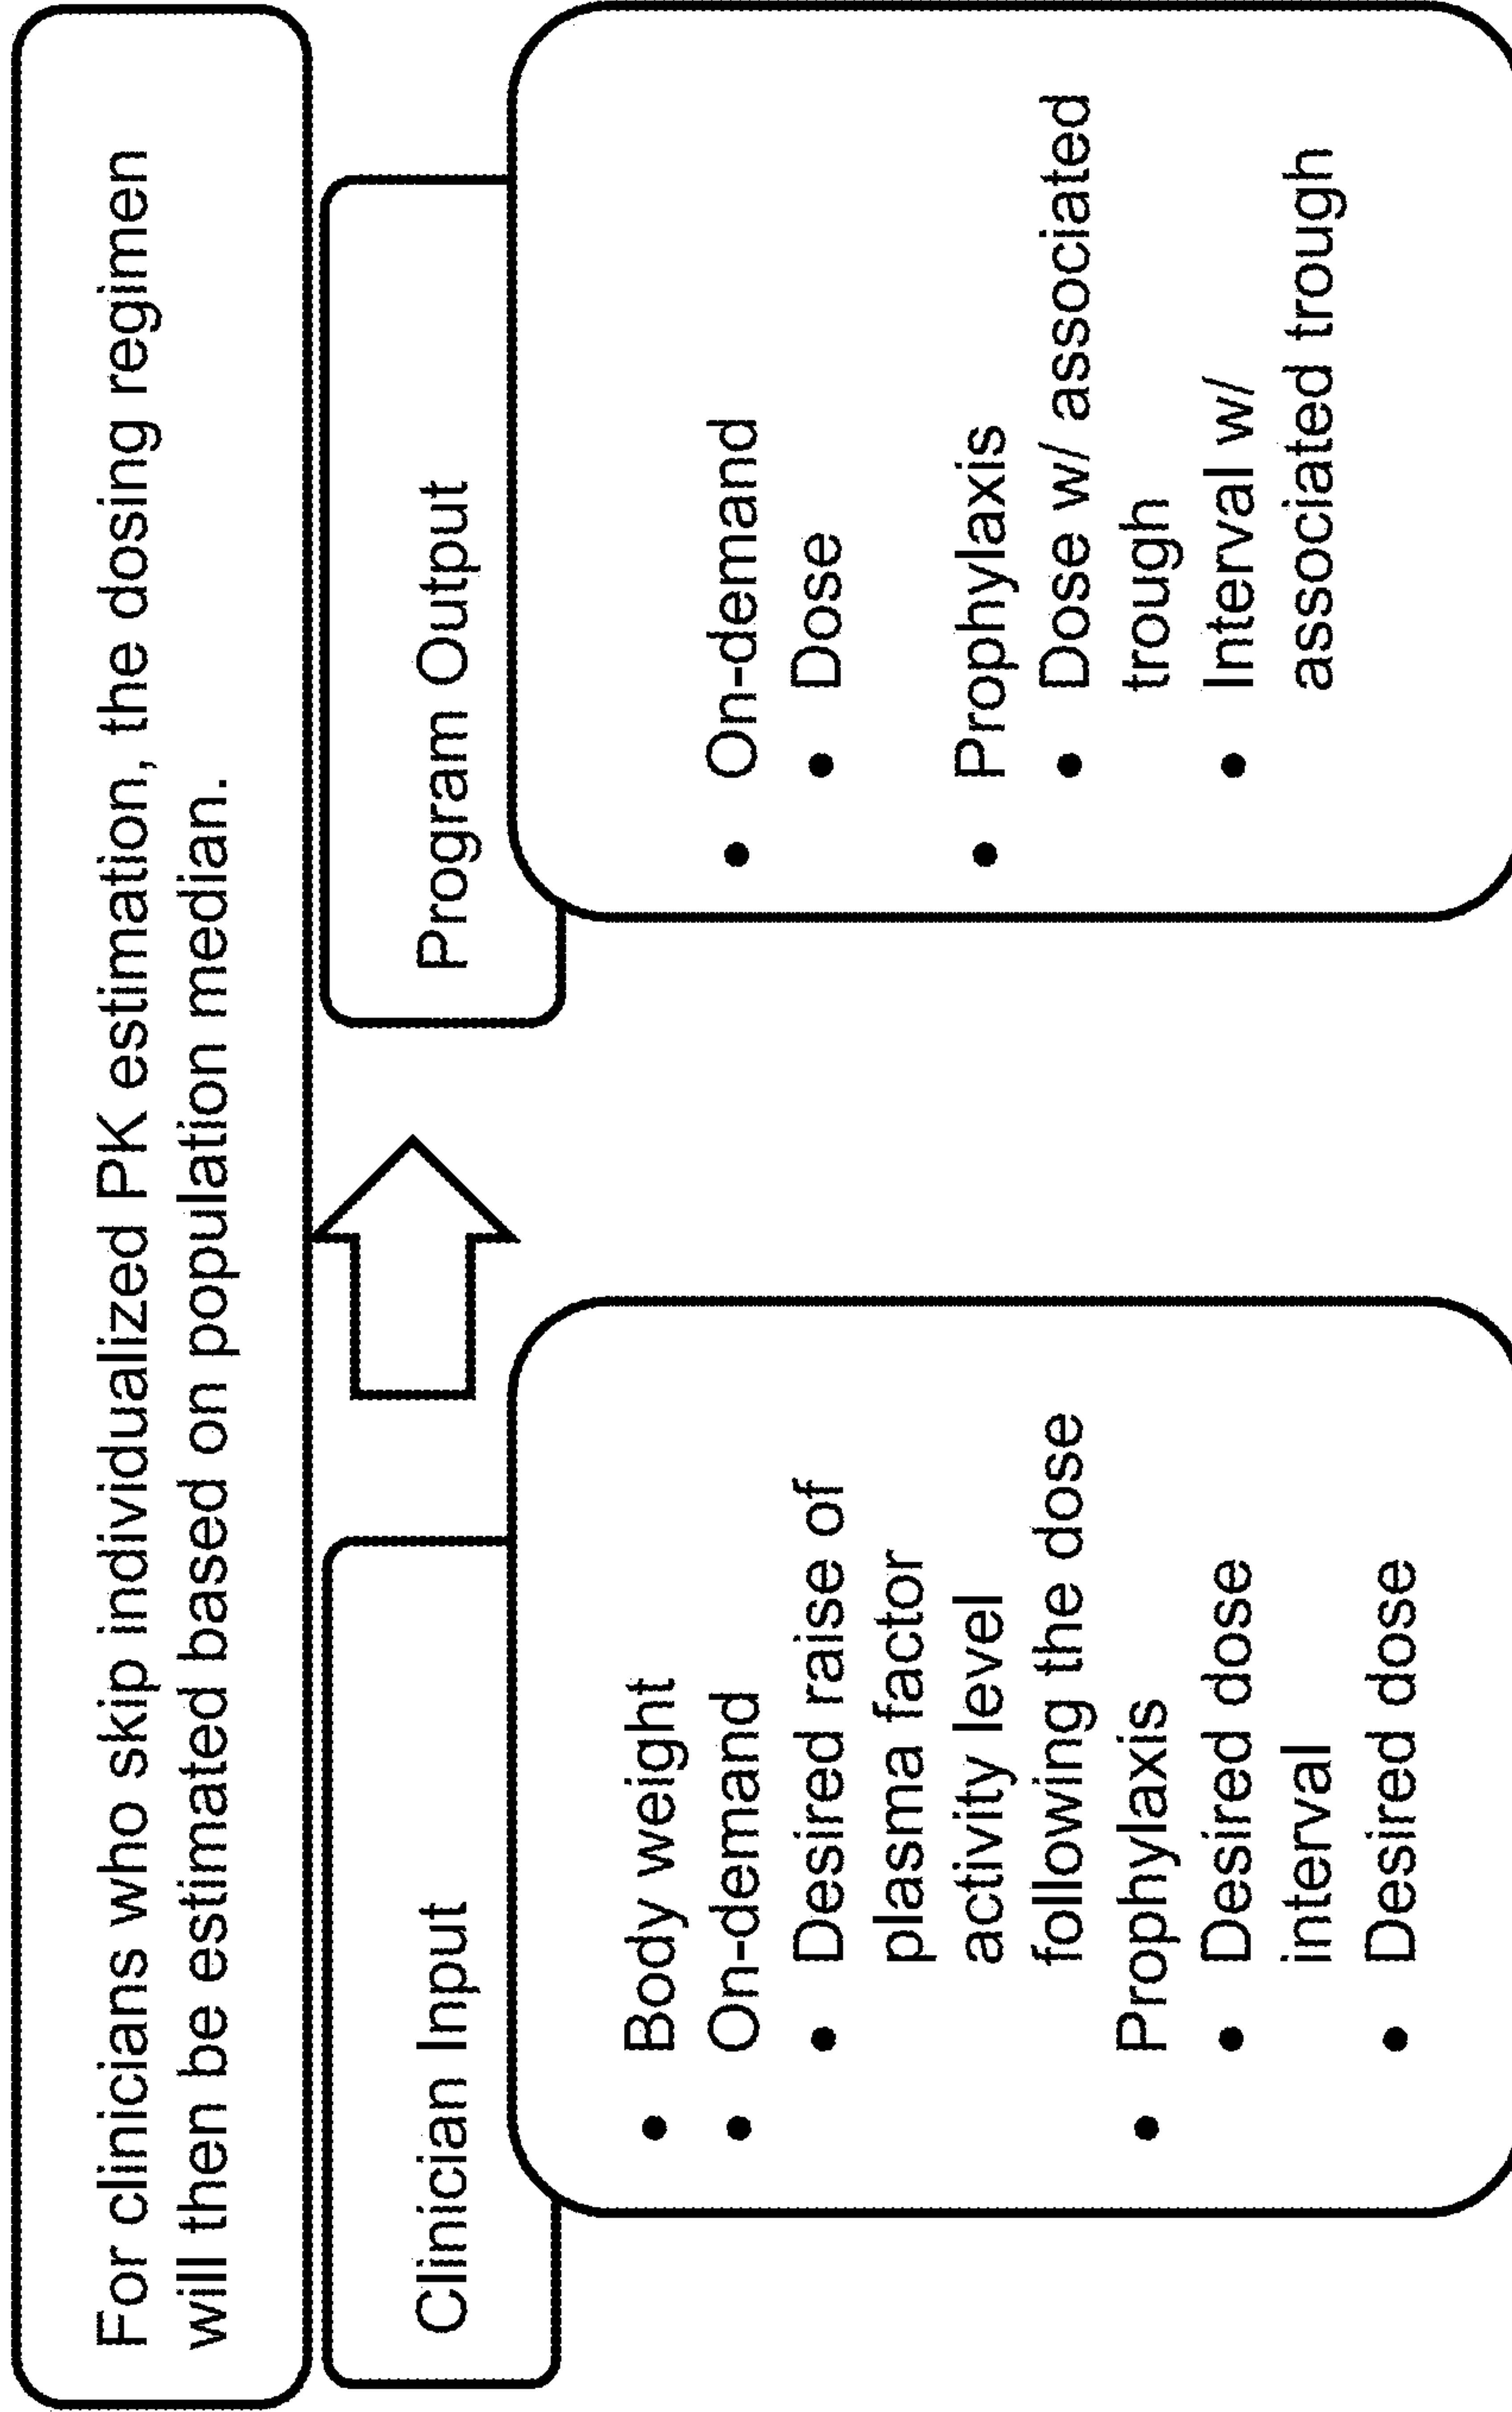 For clinicians who skip individualized PK estimation, the dosing regimen
will then be estimated based on population median.
Clinician Input
• Body weight
• On-demand
• Desired raise of
plasma factor
activity level
following the dose
• Prophylaxis
• Desired dose
interval
• Desired dose
Program Output
• On-demand
• Dose
• Prophylaxis
• Dose w/ associated
trough
• Interval w/
associated trough